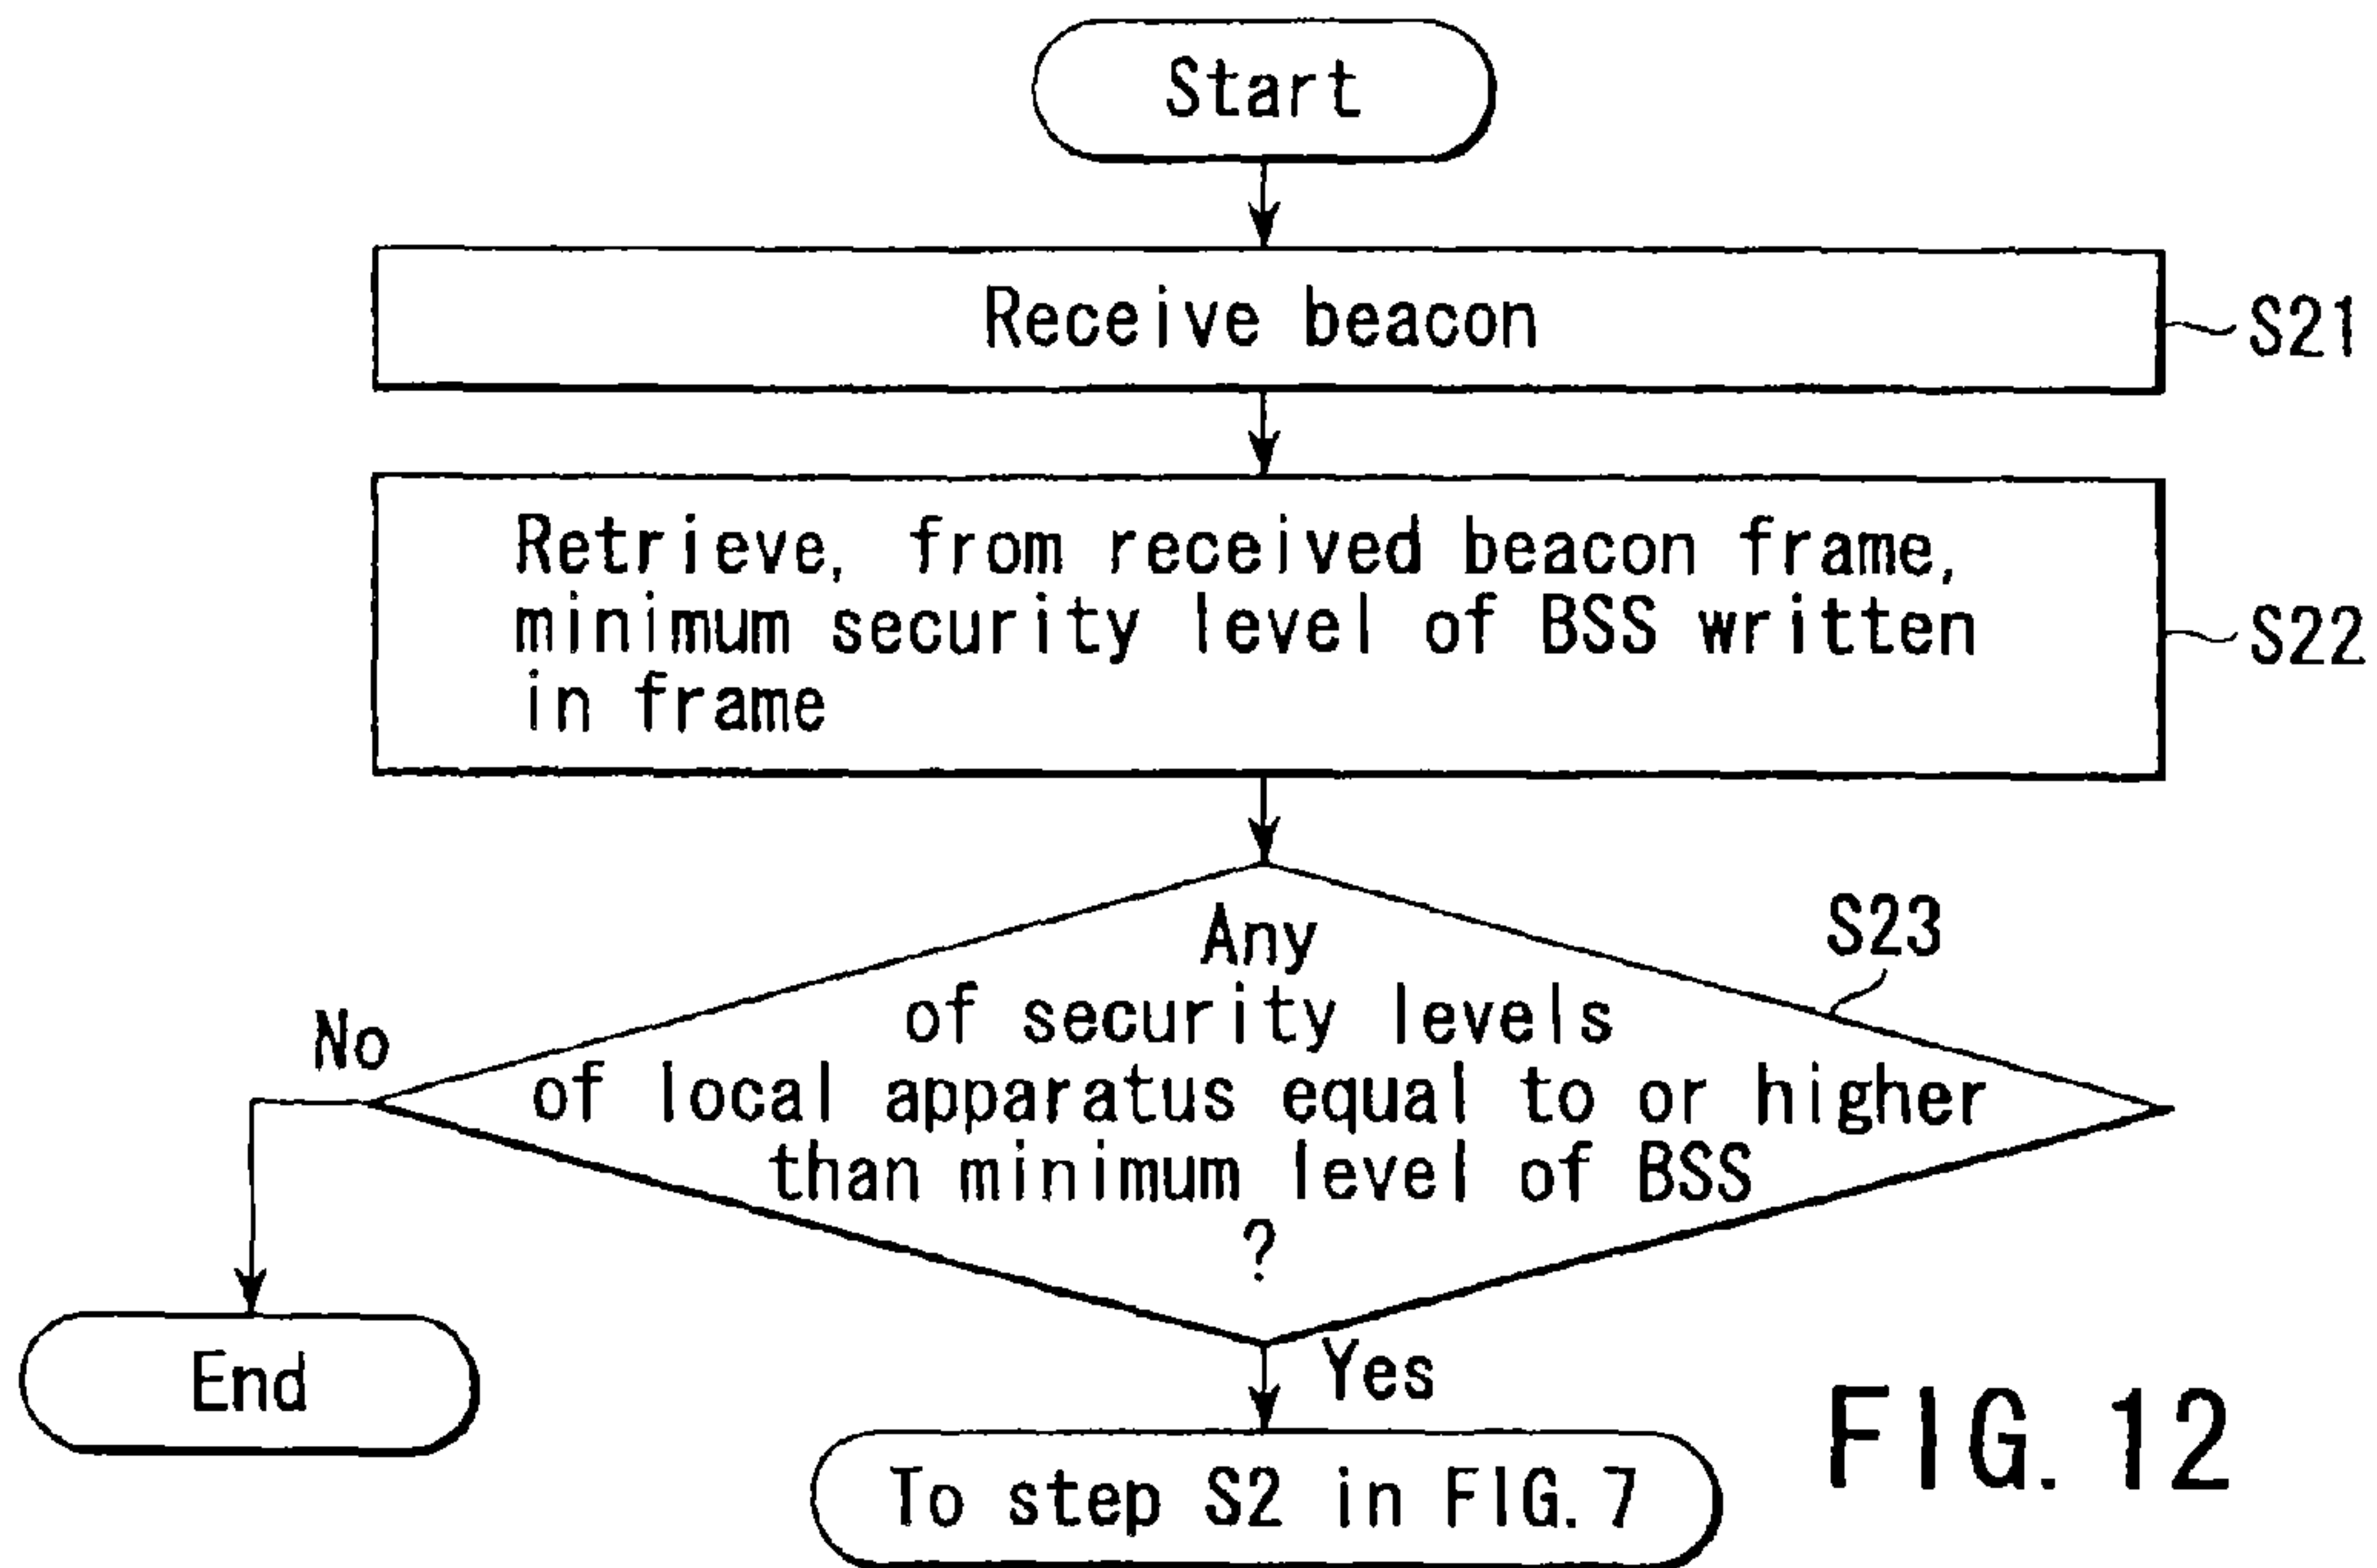 Start
Receive beacon
S21
Retrieve, from received beacon frame,
minimum security level of BSS written
in frame
S22
S23
Any
of security levels
of local apparatus equal to or higher
than minimum level of BSS
?
No
Yes
End
To step S2 in FIG. 7
FIG. 12